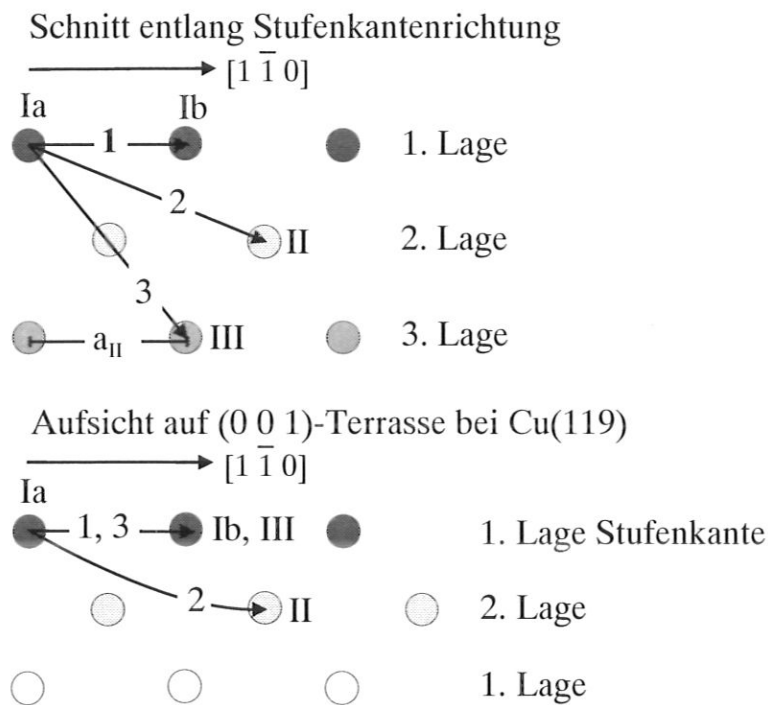 Schnitt entlang Stufenkantenrichtung
[1 1̅ 0]
Ia Ib
1 1. Lage
2
II 2. Lage
3
a_II III 3. Lage
Aufsicht auf (0 0 1)-Terrasse bei Cu(119)
[1 1̅ 0]
Ia
1, 3 Ib, III 1. Lage Stufenkante
2 II 2. Lage
1. Lage